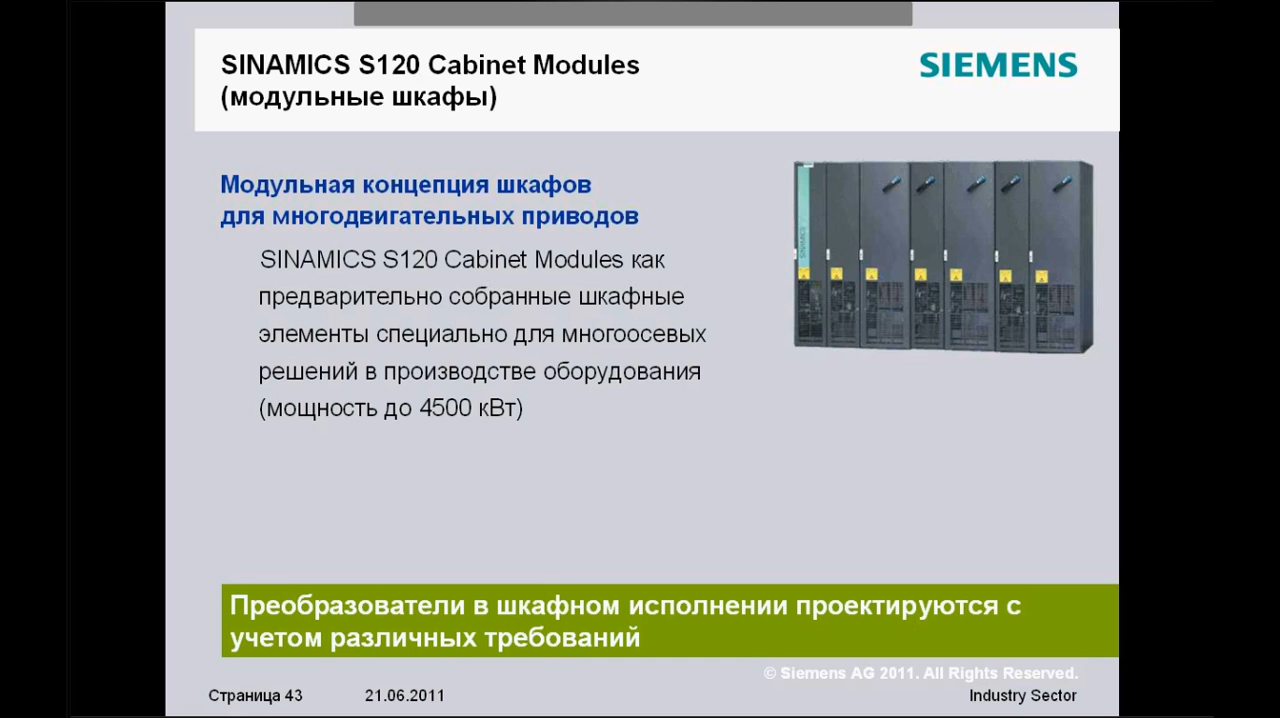 SINAMICS S120 Cabinet Modules
(модульные шкафы)
SIEMENS
Модульная концепция шкафов
для многодвигательных приводов
SINAMICS S120 Cabinet Modules как
предварительно собранные шкафные
элементы специально для многоосевых
решений в производстве оборудования
(мощность до 4500 кВт)
SINAMICS
Преобразователи в шкафном исполнении проектируются с
учетом различных требований
© Siemens AG 2011. All Rights Reserved.
Страница 43
21.06.2011
Industry Sector